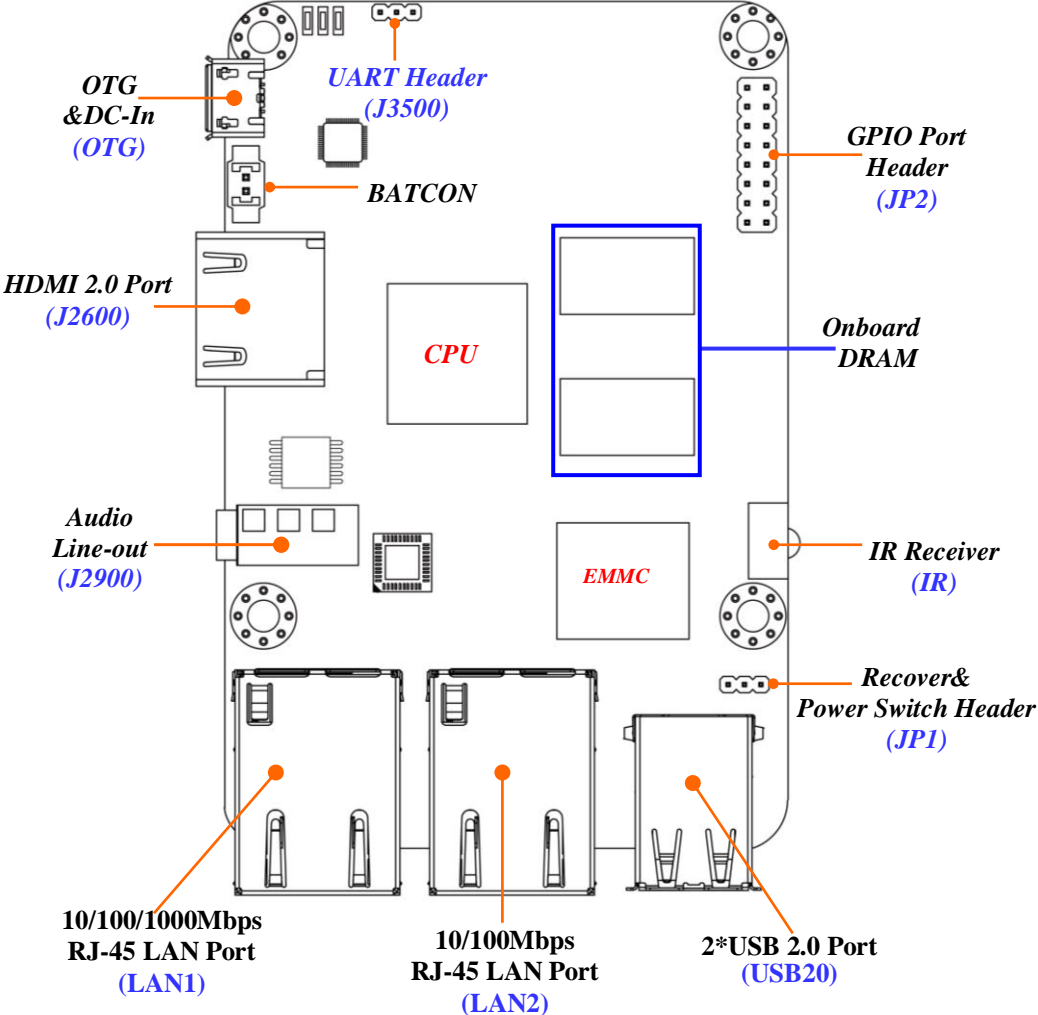 UART Header
(J3500)
OTG
&DC-In
(OTG)
GPIO Port
Header
(JP2)
BATCON
HDMI 2.0 Port
(J2600)
CPU
Onboard
DRAM
Audio
Line-out
(J2900)
EMMC
IR Receiver
(IR)
Recover&
Power Switch Header
(JP1)
10/100/1000Mbps
RJ-45 LAN Port
(LAN1)
10/100Mbps
RJ-45 LAN Port
(LAN2)
2*USB 2.0 Port
(USB20)